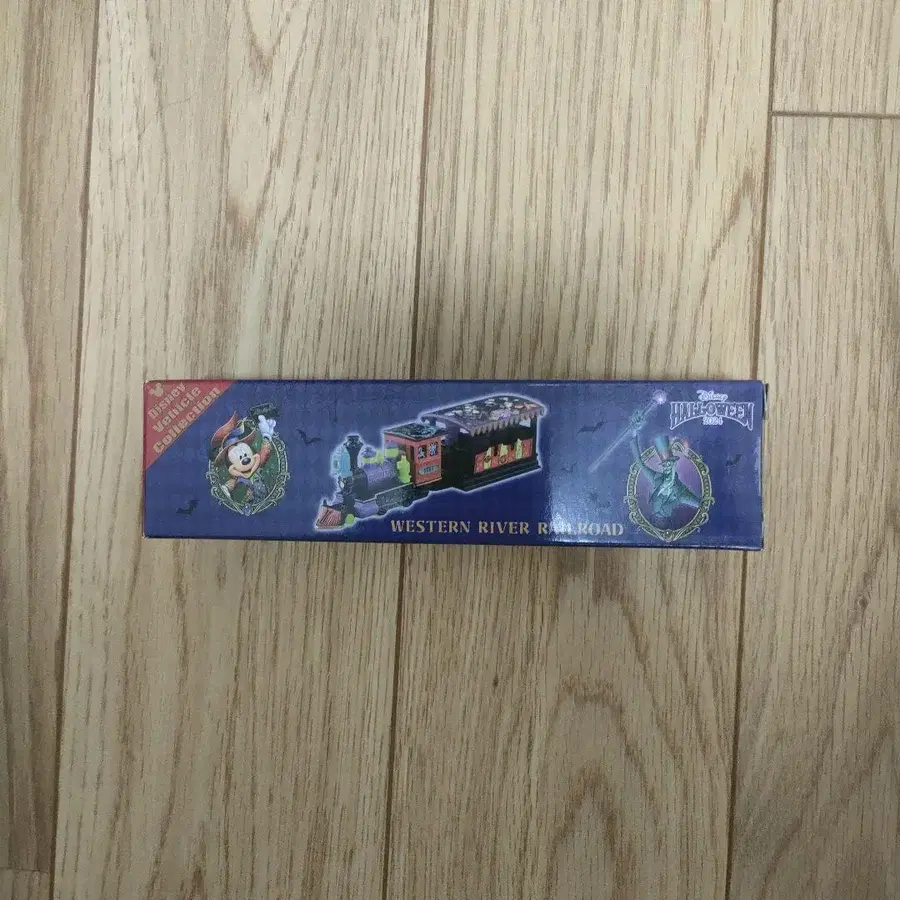 Disney
Vehicle
Collection
Disney
HALLOWEEN
2024
WESTERN RIVER RAILROAD